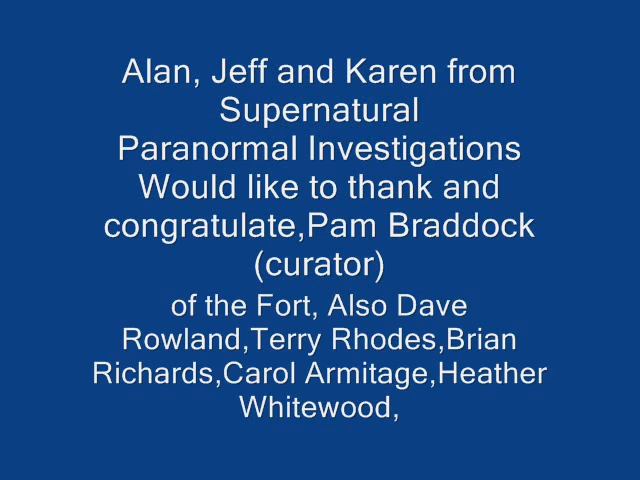 Alan, Jeff and Karen from
Supernatural
Paranormal Investigations
Would like to thank and
congratulate,Pam Braddock
(curator)
of the Fort, Also Dave
Rowland,Terry Rhodes,Brian
Richards,Carol Armitage,Heather
Whitewood,